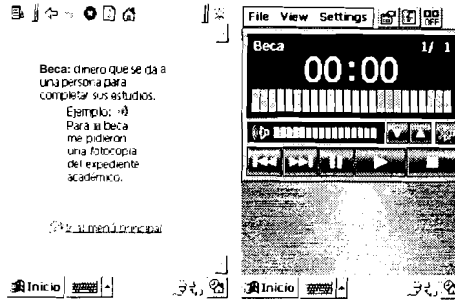 Beca: dinero que se da a
una persona para
completar sus estudios.
Ejemplo:
Para la beca
me pidieron
una fotocopia
del expediente
académico.
Ir al menú principal
Inicio
File View Settings
OFF
Beca 1/ 1
00:00
Inicio